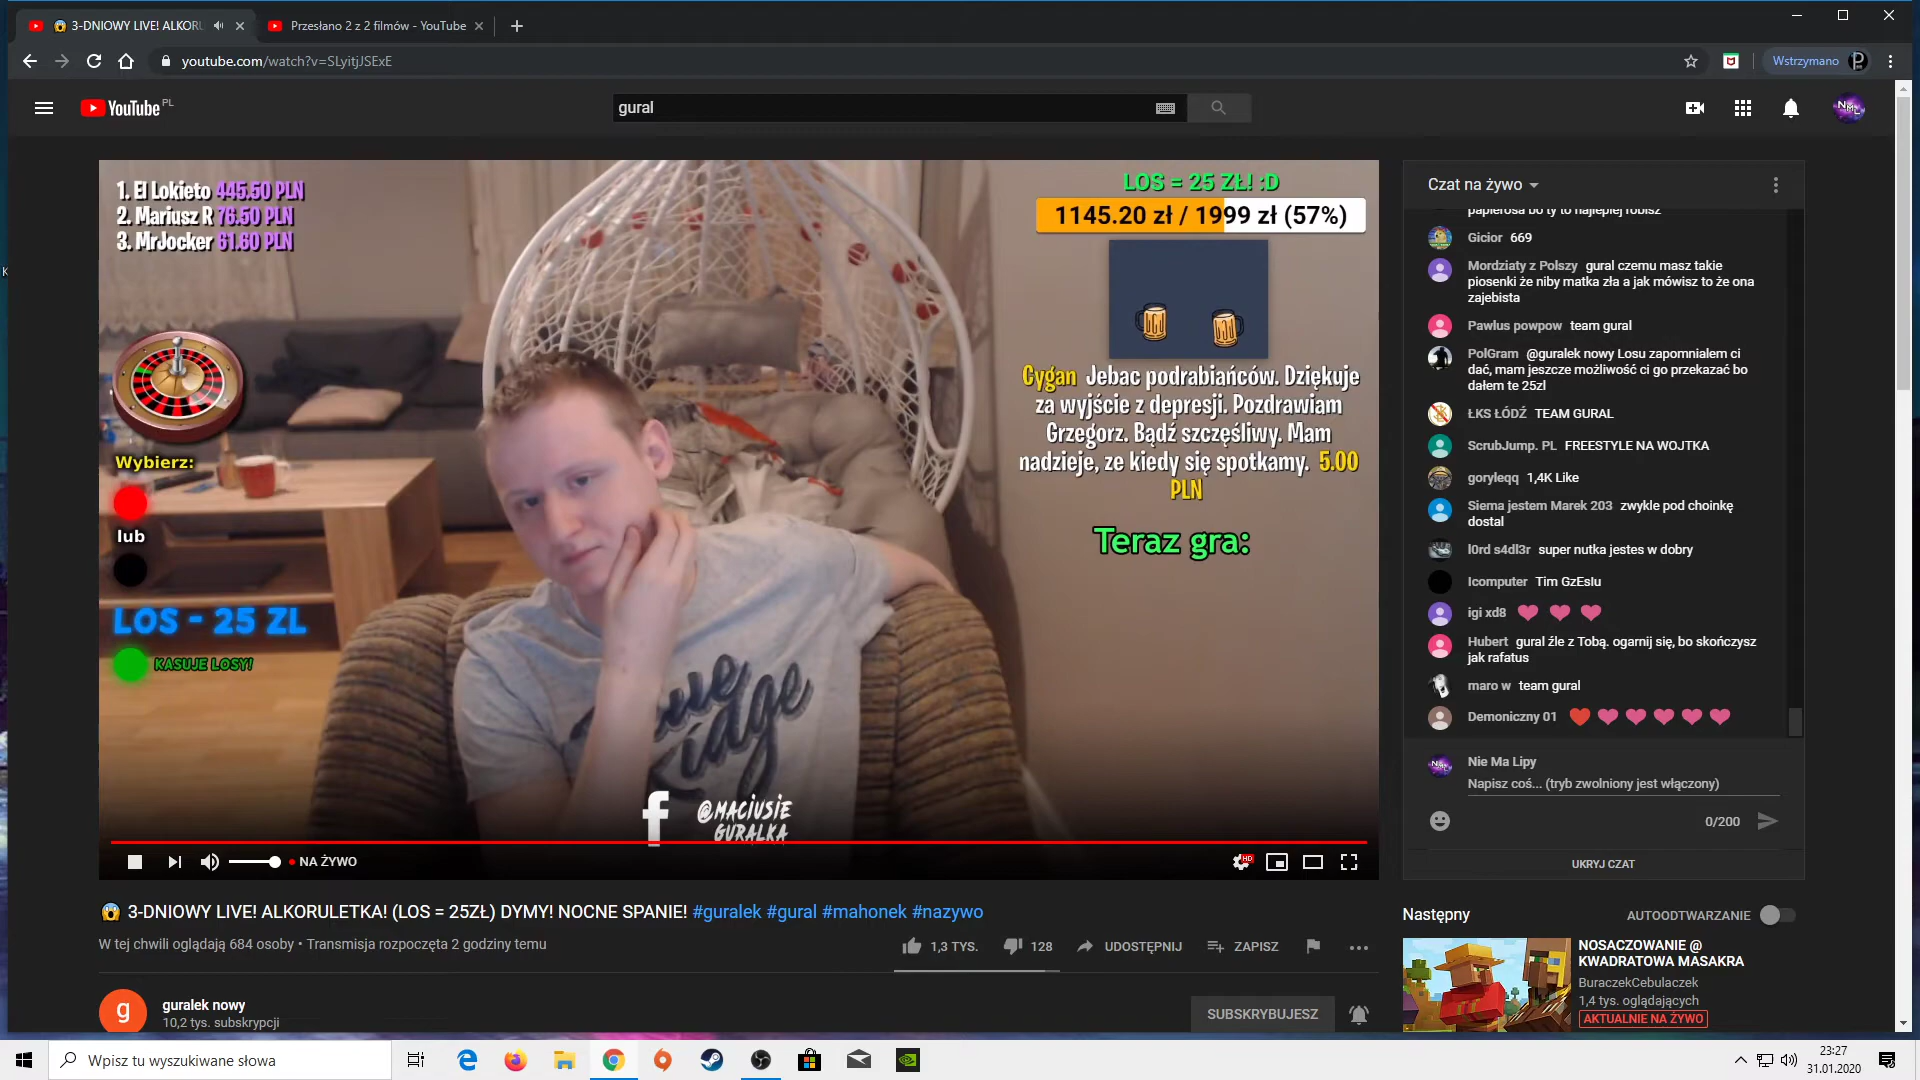 3-DNIOWY LIVE! ALKORU
Przesłano 2 z 2 filmów - YouTube
youtube.com/watch?v=SLyitjJSExE
Wstrzymano
YouTube PL
gural
1. El Lokieto 445.50 PLN
2. Mariusz R 76.50 PLN
3. MrJocker 61.60 PLN
LOS = 25 ZŁ! :D
1145.20 zł / 1999 zł (57%)
Cygan Jebac podrabiańców. Dziękuje
za wyjście z depresji. Pozdrawiam
Grzegorz. Bądź szczęśliwy. Mam
nadzieje, ze kiedy się spotkamy. 5.00
PLN
Teraz gra:
Wybierz:
lub
LOS - 25 ZL
KASUJE LOSY!
@MACIUSIE
GURALKA
NA ŻYWO
HD
Czat na żywo
papierosa bo ty to najlepiej robisz
Gicior 669
Mordziaty z Polszy gural czemu masz takie
piosenki że niby matka zła a jak mówisz to że ona
zajebista
Pawlus powpow team gural
PolGram @guralek nowy Losu zapomnialem ci
dać, mam jeszcze możliwość ci go przekazać bo
dałem te 25zl
ŁKS ŁÓDŹ TEAM GURAL
ScrubJump. PL FREESTYLE NA WOJTKA
goryleqq 1,4K Like
Siema jestem Marek 203 zwykle pod choinkę
dostal
l0rd s4dl3r super nutka jestes w dobry
Icomputer Tim GzEsIu
igi xd8
Hubert gural źle z Tobą. ogarnij się, bo skończysz
jak rafatus
maro w team gural
Demoniczny 01
Nie Ma Lipy
Napisz coś... (tryb zwolniony jest włączony)
0/200
UKRYJ CZAT
3-DNIOWY LIVE! ALKORULETKA! (LOS = 25ZŁ) DYMY! NOCNE SPANIE! #guralek #gural #mahonek #nazywo
W tej chwili oglądają 684 osoby • Transmisja rozpoczęta 2 godziny temu
1,3 TYS.
128
UDOSTĘPNIJ
ZAPISZ
g
guralek nowy
10,2 tys. subskrypcji
SUBSKRYBUJESZ
Następny
AUTOODTWARZANIE
NOSACZOWANIE @
KWADRATOWA MASAKRA
BuraczekCebulaczek
1,4 tys. oglądających
AKTUALNIE NA ŻYWO
Wpisz tu wyszukiwane słowa
23:27
31.01.2020